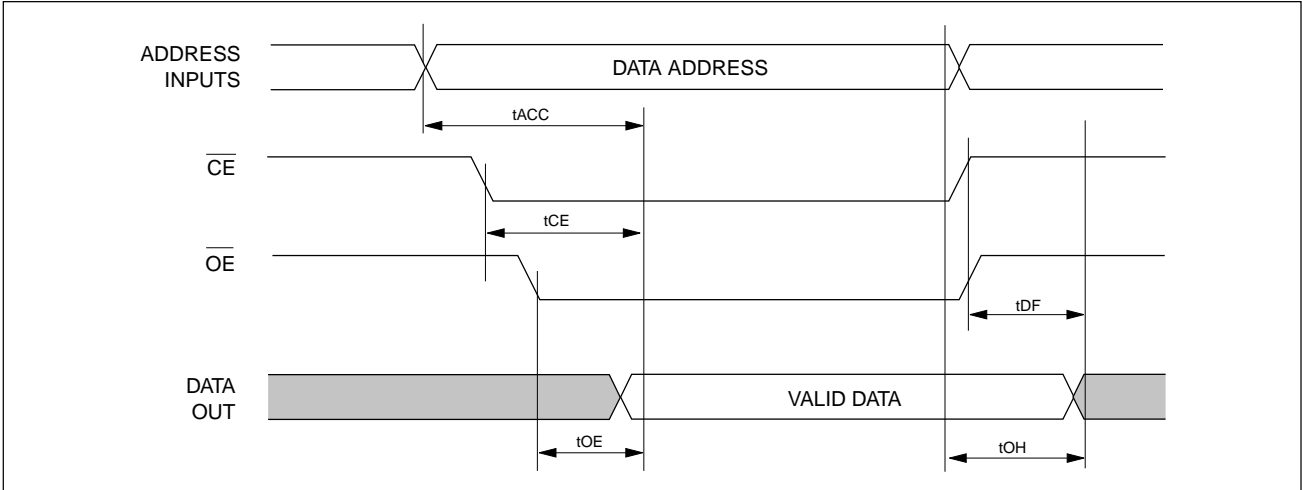 ADDRESS
INPUTS
DATA ADDRESS
tACC
CE
tCE
OE
tDF
DATA
OUT
VALID DATA
tOE
tOH